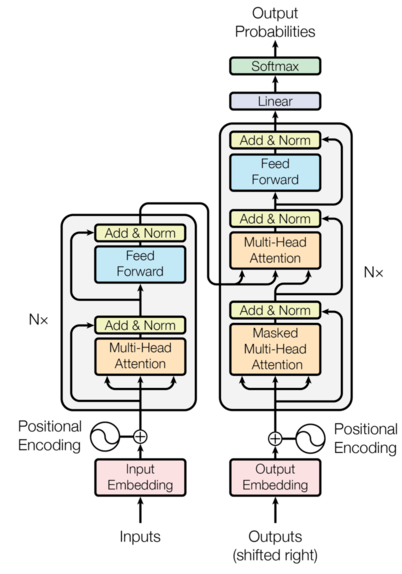 Output
Probabilities
Softmax
Linear
Add & Norm
Feed
Forward
Add & Norm
Multi-Head
Attention
Add & Norm
Masked
Multi-Head
Attention
N×
Positional
Encoding
Output
Embedding
Outputs
(shifted right)
Add & Norm
Feed
Forward
Add & Norm
Multi-Head
Attention
N×
Positional
Encoding
Input
Embedding
Inputs